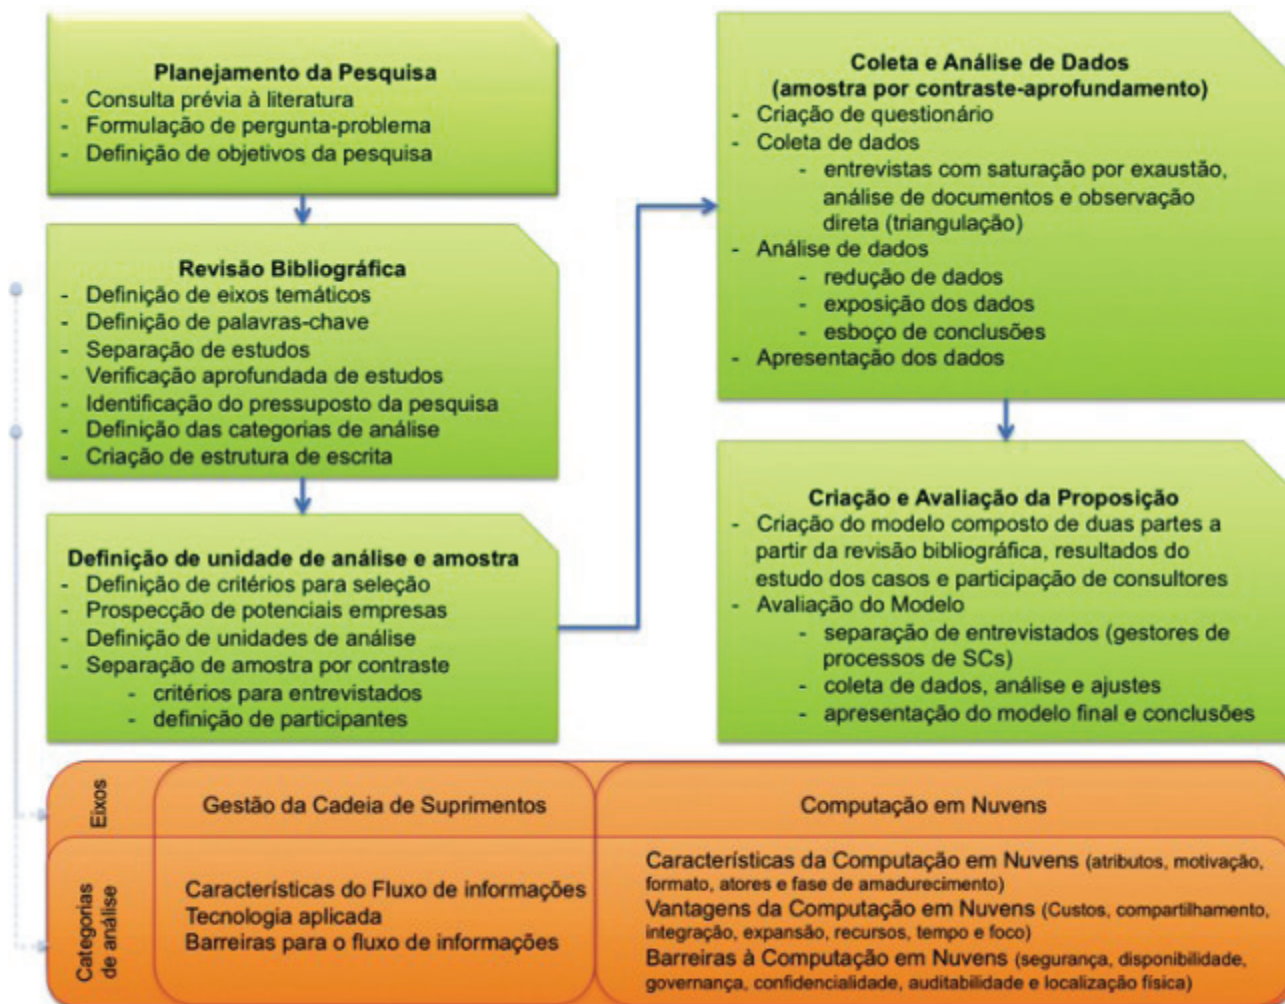 Planejamento da Pesquisa
- Consulta prévia à literatura
- Formulação de pergunta-problema
- Definição de objetivos da pesquisa
Revisão Bibliográfica
- Definição de eixos temáticos
- Definição de palavras-chave
- Separação de estudos
- Verificação aprofundada de estudos
- Identificação do pressuposto da pesquisa
- Definição das categorias de análise
- Criação de estrutura de escrita
Definição de unidade de análise e amostra
- Definição de critérios para seleção
- Prospecção de potenciais empresas
- Definição de unidades de análise
- Separação de amostra por contraste
- critérios para entrevistados
- definição de participantes
Coleta e Análise de Dados
(amostra por contraste-aprofundamento)
- Criação de questionário
- Coleta de dados
- entrevistas com saturação por exaustão,
análise de documentos e observação
direta (triangulação)
- Análise de dados
- redução de dados
- exposição dos dados
- esboço de conclusões
- Apresentação dos dados
Criação e Avaliação da Proposição
- Criação do modelo composto de duas partes a
partir da revisão bibliográfica, resultados do
estudo dos casos e participação de consultores
- Avaliação do Modelo
- separação de entrevistados (gestores de
processos de SCs)
- coleta de dados, análise e ajustes
- apresentação do modelo final e conclusões
Eixos
Gestão da Cadeia de Suprimentos
Computação em Nuvens
Categorias
de análise
Características do Fluxo de informações
Tecnologia aplicada
Barreiras para o fluxo de informações
Características da Computação em Nuvens (atributos, motivação,
formato, atores e fase de amadurecimento)
Vantagens da Computação em Nuvens (Custos, compartilhamento,
integração, expansão, recursos, tempo e foco)
Barreiras à Computação em Nuvens (segurança, disponibilidade,
governança, confidencialidade, auditabilidade e localização física)